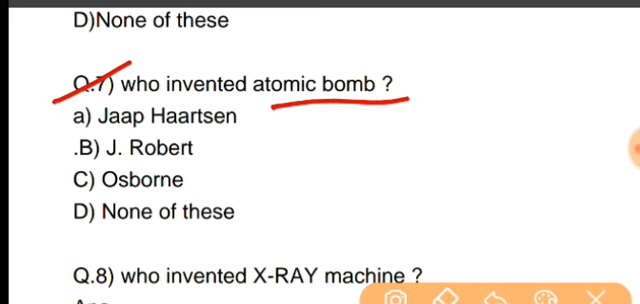 D)None of these
Q.7) who invented atomic bomb ?
a) Jaap Haartsen
.B) J. Robert
C) Osborne
D) None of these
Q.8) who invented X-RAY machine ?